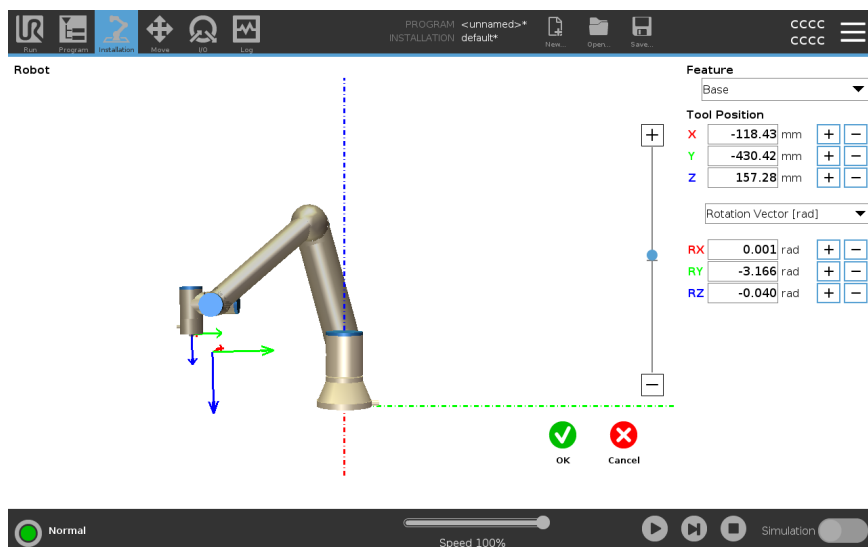 PROGRAM <unnamed>*
INSTALLATION default*
CCCC
CCCC
Run
Program
Installation
Move
I/O
Log
New...
Open...
Save...
Robot
Feature
Base
Tool Position
X -118.43 mm + −
Y -430.42 mm + −
Z 157.28 mm + −
Rotation Vector [rad]
RX 0.001 rad + −
RY -3.166 rad + −
RZ -0.040 rad + −
+
−
OK
Cancel
Normal
Speed 100%
Simulation